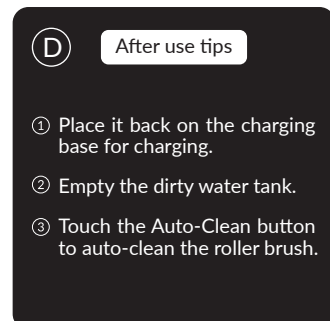 D
After use tips
① Place it back on the charging
base for charging.
② Empty the dirty water tank.
③ Touch the Auto-Clean button
to auto-clean the roller brush.